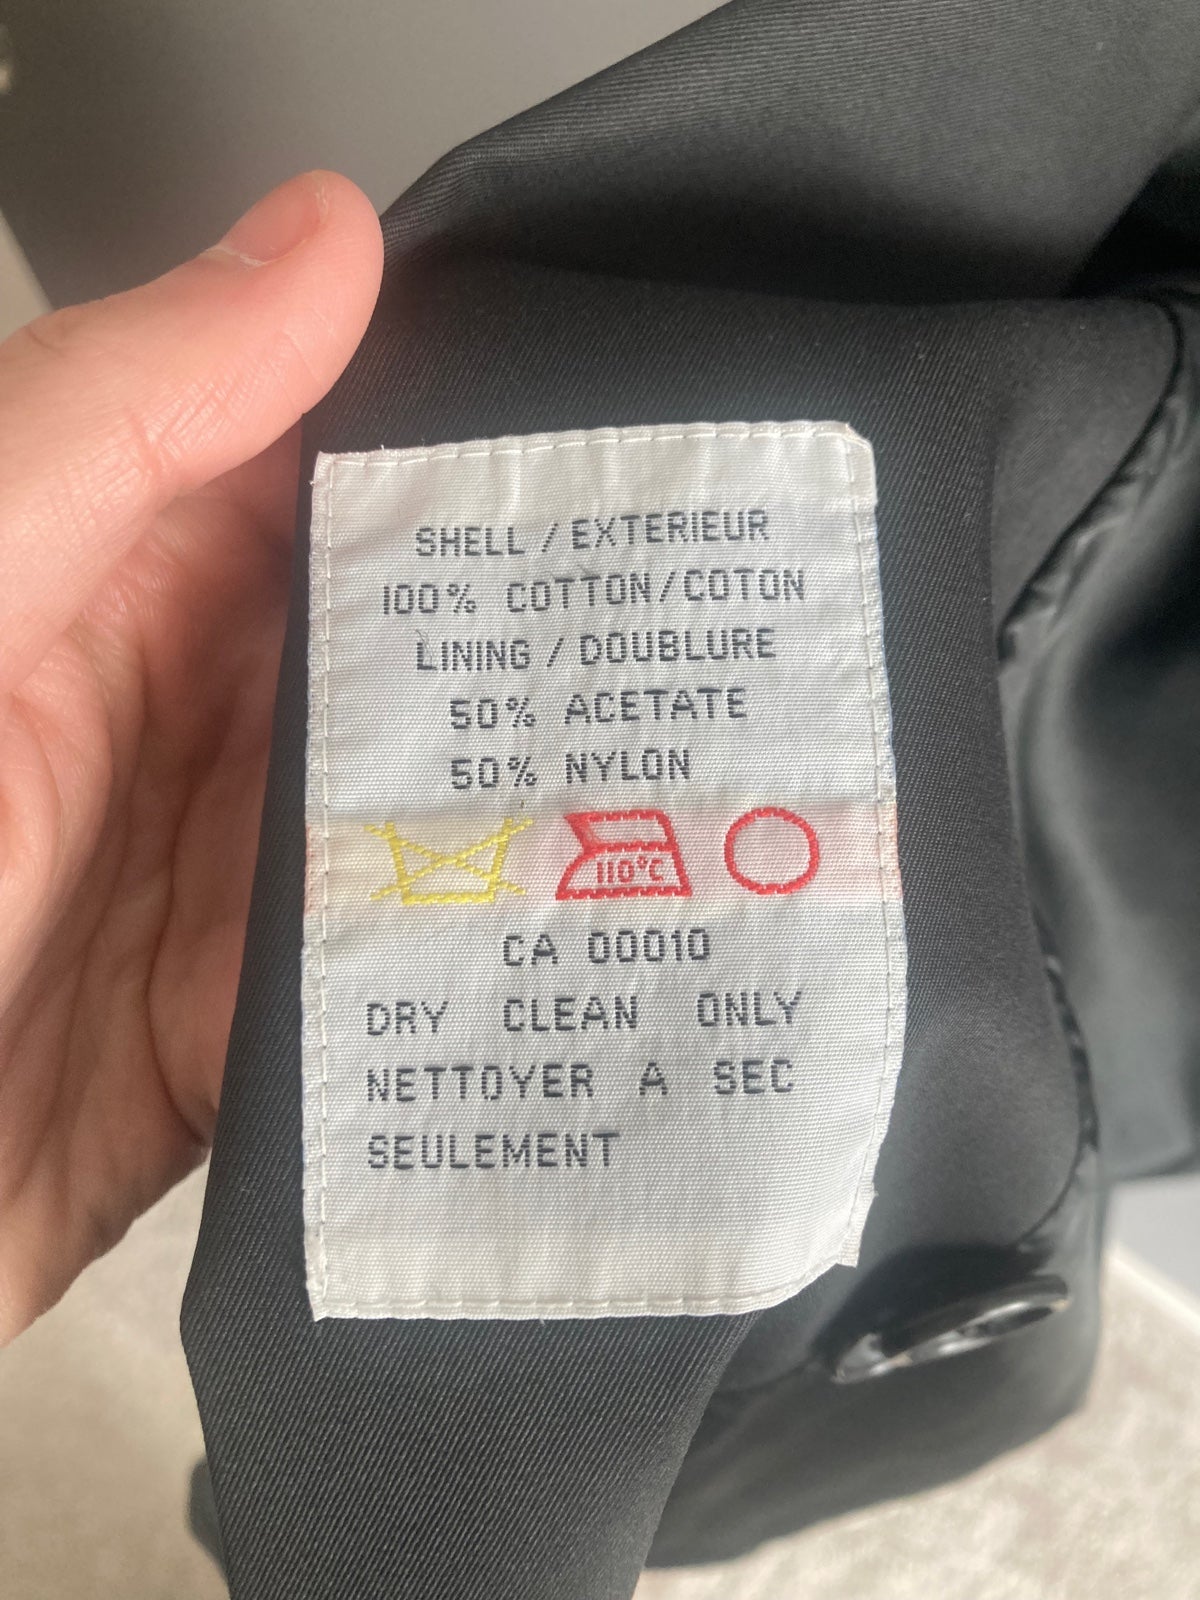 SHELL / EXTERIEUR
100% COTTON/COTON
LINING / DOUBLURE
50% ACETATE
50% NYLON
110°C
CA 00010
DRY CLEAN ONLY
NETTOYER A SEC
SEULEMENT